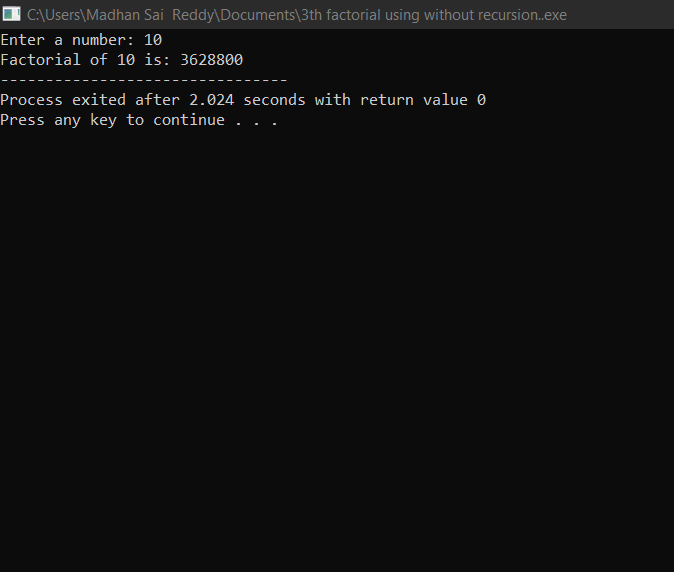 C:\Users\Madhan Sai  Reddy\Documents\3th factorial using without recursion..exe
Enter a number: 10
Factorial of 10 is: 3628800
--------------------------------
Process exited after 2.024 seconds with return value 0
Press any key to continue . . .